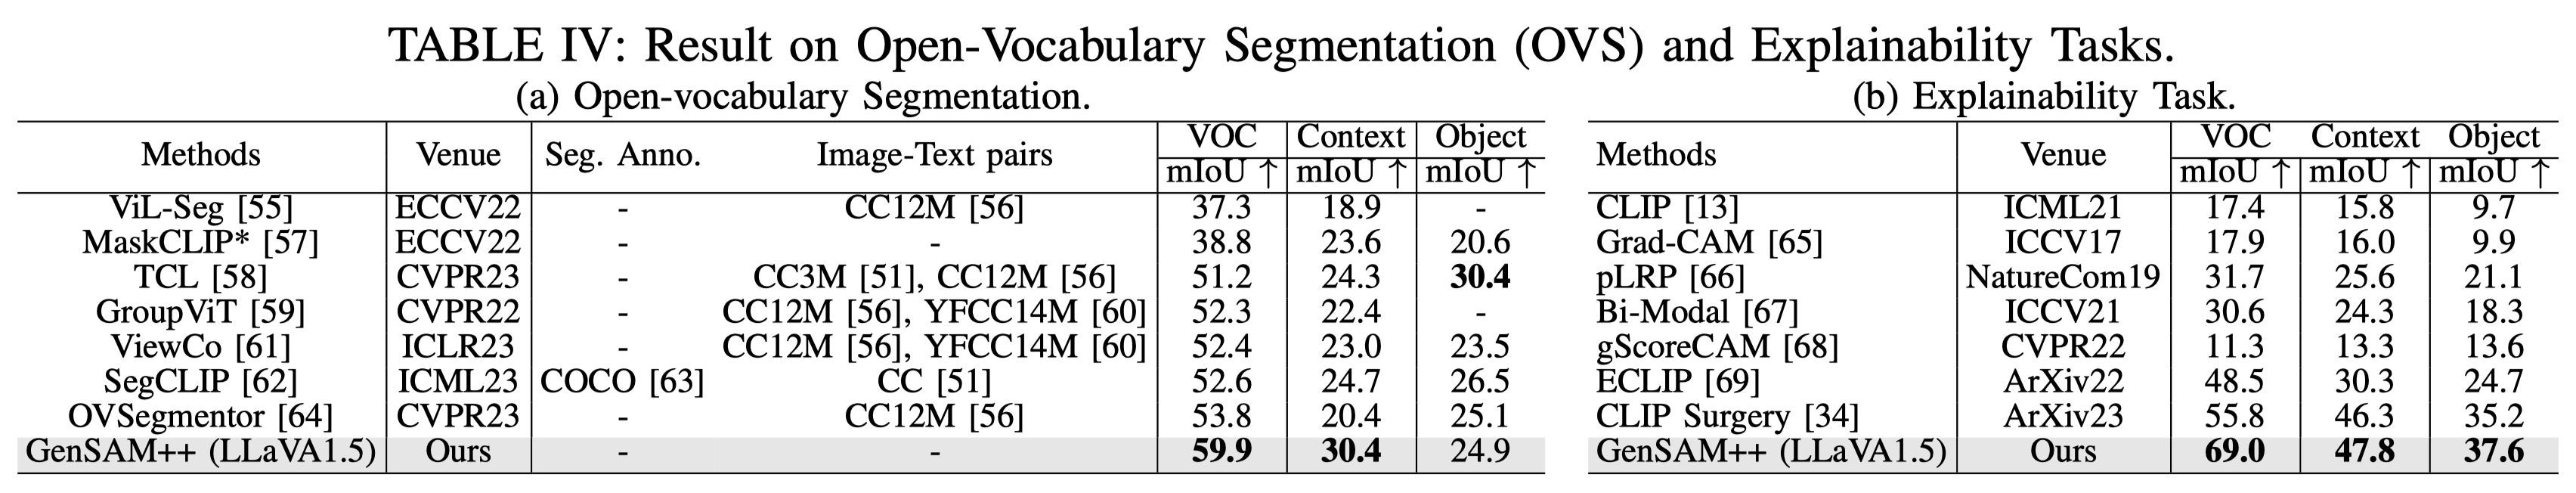 TABLE IV: Result on Open-Vocabulary Segmentation (OVS) and Explainability Tasks.
(a) Open-vocabulary Segmentation.
Methods Venue Seg. Anno. Image-Text pairs VOC Context Object
mIoU ↑ mIoU ↑ mIoU ↑
ViL-Seg [55] ECCV22 - CC12M [56] 37.3 18.9 -
MaskCLIP* [57] ECCV22 - - 38.8 23.6 20.6
TCL [58] CVPR23 - CC3M [51], CC12M [56] 51.2 24.3 30.4
GroupViT [59] CVPR22 - CC12M [56], YFCC14M [60] 52.3 22.4 -
ViewCo [61] ICLR23 - CC12M [56], YFCC14M [60] 52.4 23.0 23.5
SegCLIP [62] ICML23 COCO [63] CC [51] 52.6 24.7 26.5
OVSegmentor [64] CVPR23 - CC12M [56] 53.8 20.4 25.1
GenSAM++ (LLaVA1.5) Ours - - 59.9 30.4 24.9
(b) Explainability Task.
Methods Venue VOC Context Object
mIoU ↑ mIoU ↑ mIoU ↑
CLIP [13] ICML21 17.4 15.8 9.7
Grad-CAM [65] ICCV17 17.9 16.0 9.9
pLRP [66] NatureCom19 31.7 25.6 21.1
Bi-Modal [67] ICCV21 30.6 24.3 18.3
gScoreCAM [68] CVPR22 11.3 13.3 13.6
ECLIP [69] ArXiv22 48.5 30.3 24.7
CLIP Surgery [34] ArXiv23 55.8 46.3 35.2
GenSAM++ (LLaVA1.5) Ours 69.0 47.8 37.6